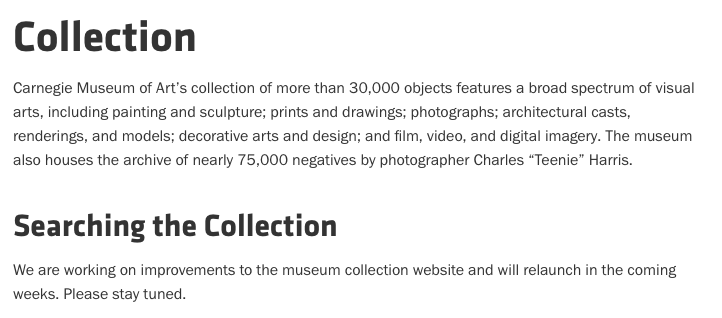 Collection
Carnegie Museum of Art’s collection of more than 30,000 objects features a broad spectrum of visual
arts, including painting and sculpture; prints and drawings; photographs; architectural casts,
renderings, and models; decorative arts and design; and film, video, and digital imagery. The museum
also houses the archive of nearly 75,000 negatives by photographer Charles “Teenie” Harris.
Searching the Collection
We are working on improvements to the museum collection website and will relaunch in the coming
weeks. Please stay tuned.